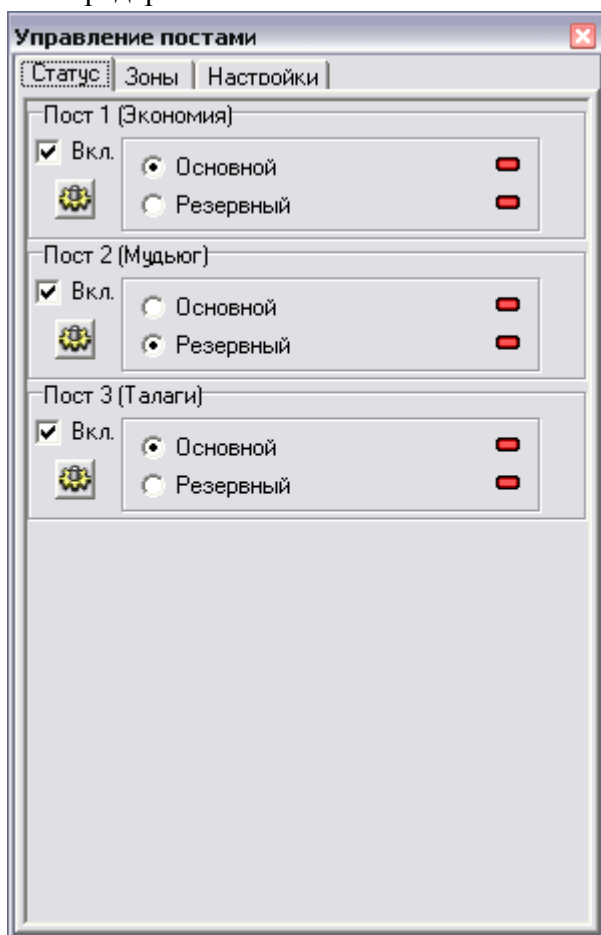 Управление постами
Статус Зоны Настройки
Пост 1 (Экономия)
Вкл.
Основной
Резервный
Пост 2 (Мудьюг)
Вкл.
Основной
Резервный
Пост 3 (Талаги)
Вкл.
Основной
Резервный